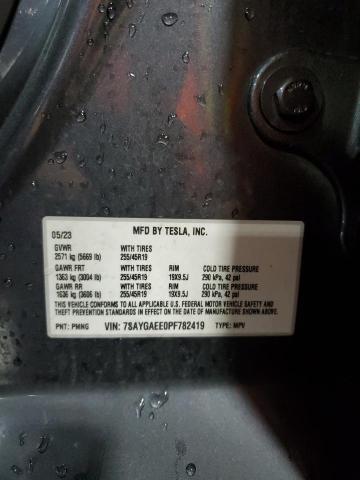 05/23 MFD BY TESLA, INC.
GVWR WITH TIRES
2571 kg (5669 lb) 255/45R19
GAWR FRT WITH TIRES RIM COLD TIRE PRESSURE
1363 kg (3004 lb) 255/45R19 19X9.5J 290 kPa, 42 psi
GAWR RR WITH TIRES RIM COLD TIRE PRESSURE
1636 kg (3606 lb) 255/45R19 19X9.5J 290 kPa, 42 psi
THIS VEHICLE CONFORMS TO ALL APPLICABLE U.S. FEDERAL MOTOR VEHICLE SAFETY AND
THEFT PREVENTION STANDARDS IN EFFECT ON THE DATE OF MANUFACTURE SHOWN ABOVE.
PNT: PMNG VIN: 7SAYGAEE0PF782419 TYPE: MPV